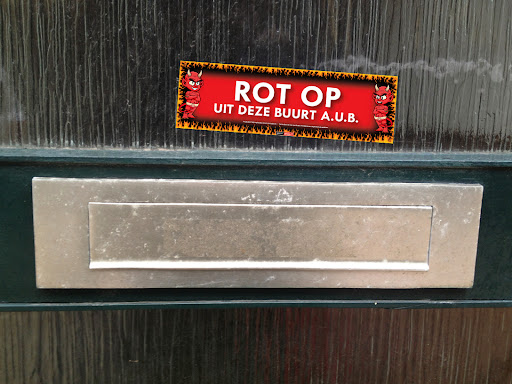 ROT OP
UIT DEZE BUURT A.U.B.